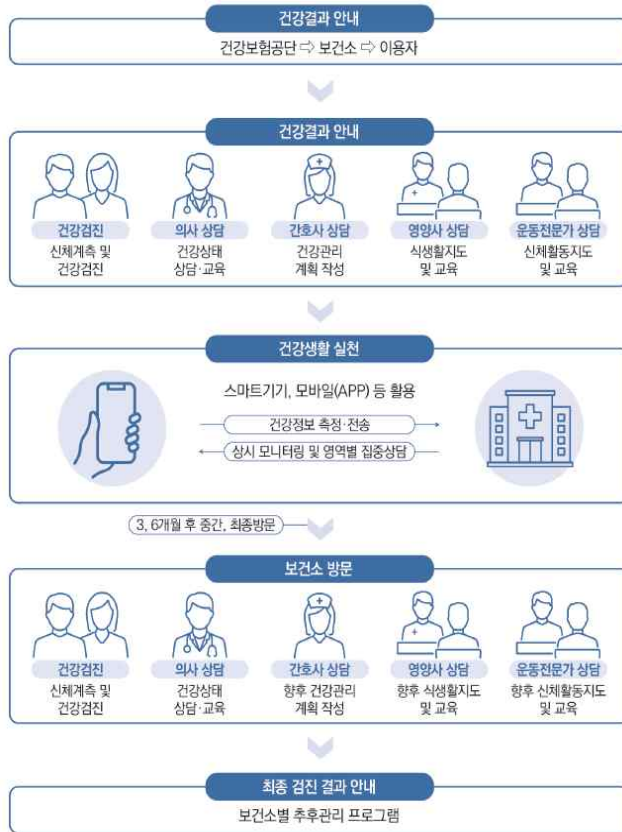 건강결과 안내
건강보험공단 ⇨ 보건소 ⇨ 이용자
건강결과 안내
건강검진
신체계측 및
건강검진
의사 상담
건강상태
상담·교육
간호사 상담
건강관리
계획 작성
영양사 상담
식생활지도
및 교육
운동전문가 상담
신체활동지도
및 교육
건강생활 실천
스마트기기, 모바일(APP) 등 활용
건강정보 측정·전송
상시 모니터링 및 영역별 집중상담
3, 6개월 후 중간, 최종방문
보건소 방문
건강검진
신체계측 및
건강검진
의사 상담
건강상태
상담·교육
간호사 상담
향후 건강관리
계획 작성
영양사 상담
향후 식생활지도
및 교육
운동전문가 상담
향후 신체활동지도
및 교육
최종 검진 결과 안내
보건소별 추후관리 프로그램